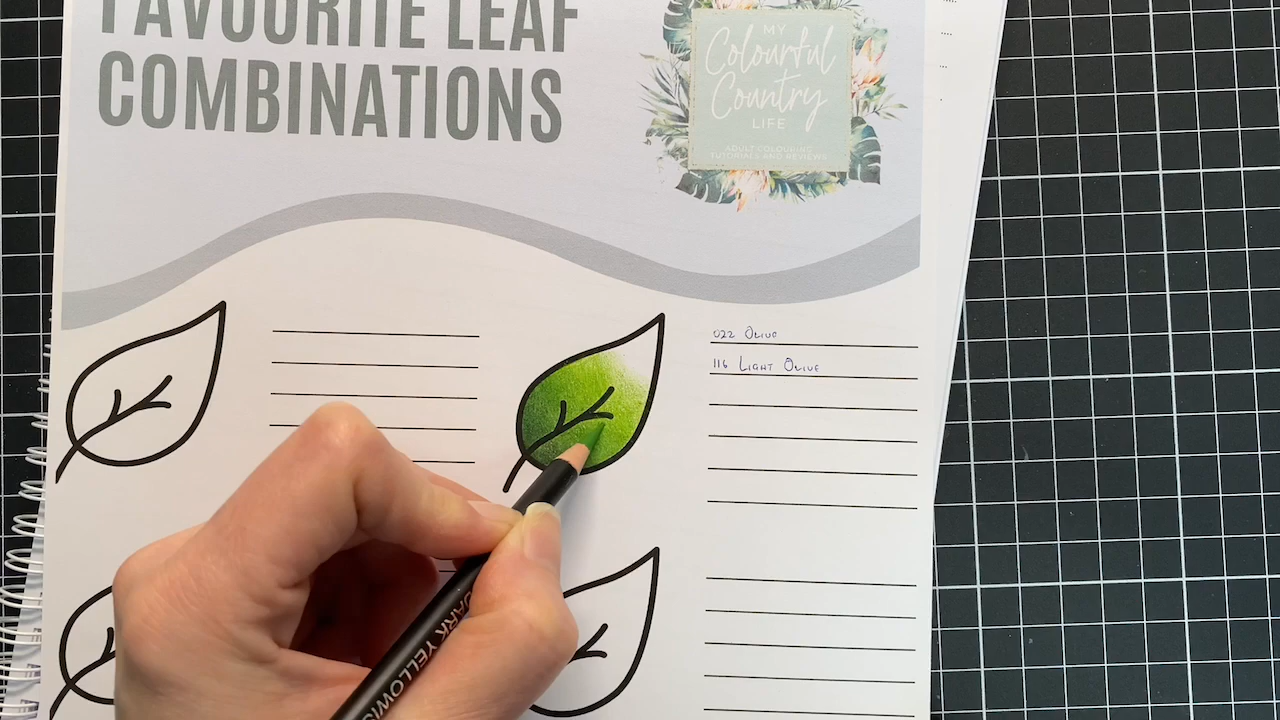 FAVOURITE LEAF
COMBINATIONS
MY
Colourful
Country
LIFE
ADULT COLOURING
TUTORIALS AND REVIEWS
022 OLIVE
116 LIGHT OLIVE
DARK YELLOWIS